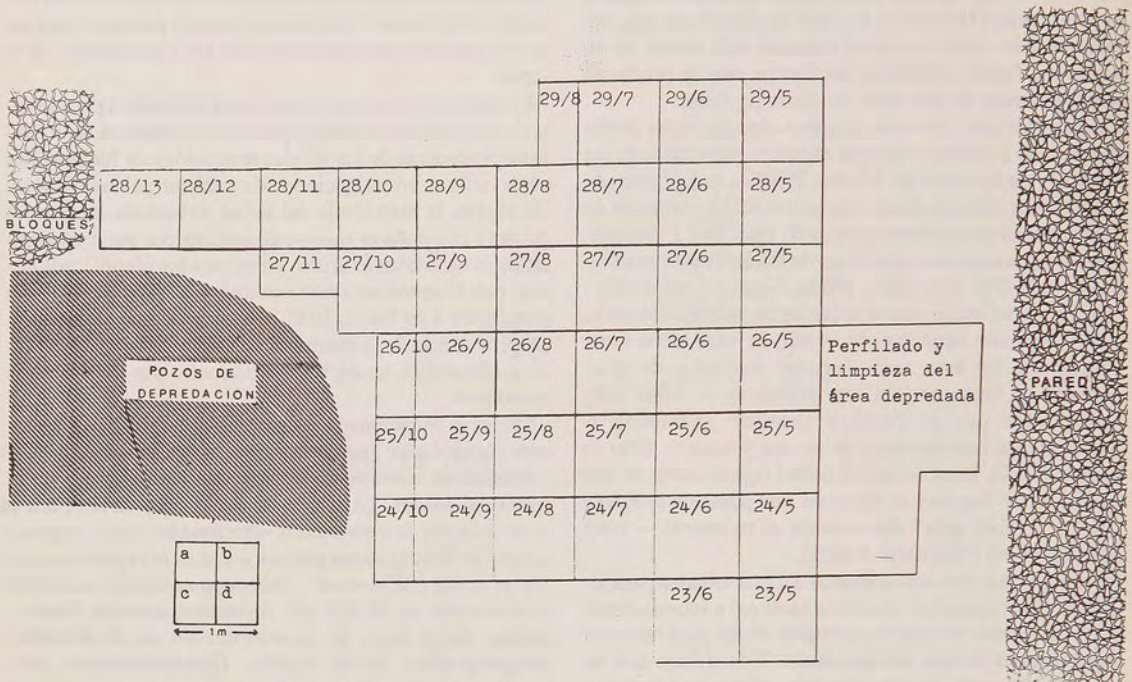 29/8 29/7 29/6 29/5
28/13 28/12 28/11 28/10 28/9 28/8 28/7 28/6 28/5
BLOQUES
27/11 27/10 27/9 27/8 27/7 27/6 27/5
26/10 26/9 26/8 26/7 26/6 26/5
Perfilado y
limpieza del
área depredada
PARED
POZOS DE
DEPREDACION
25/10 25/9 25/8 25/7 25/6 25/5
24/10 24/9 24/8 24/7 24/6 24/5
a b
c d
1 m
23/6 23/5